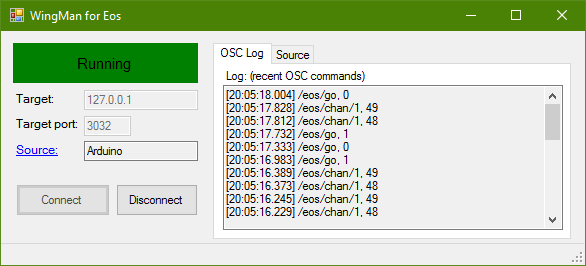 WingMan for Eos
Running
Target: 127.0.0.1
Target port: 3032
Source: Arduino
Connect Disconnect
OSC Log Source
Log: (recent OSC commands)
[20:05:18.004] /eos/go, 0
[20:05:17.828] /eos/chan/1, 49
[20:05:17.812] /eos/chan/1, 48
[20:05:17.732] /eos/go, 1
[20:05:17.333] /eos/go, 0
[20:05:16.983] /eos/go, 1
[20:05:16.389] /eos/chan/1, 49
[20:05:16.373] /eos/chan/1, 48
[20:05:16.245] /eos/chan/1, 49
[20:05:16.229] /eos/chan/1, 48